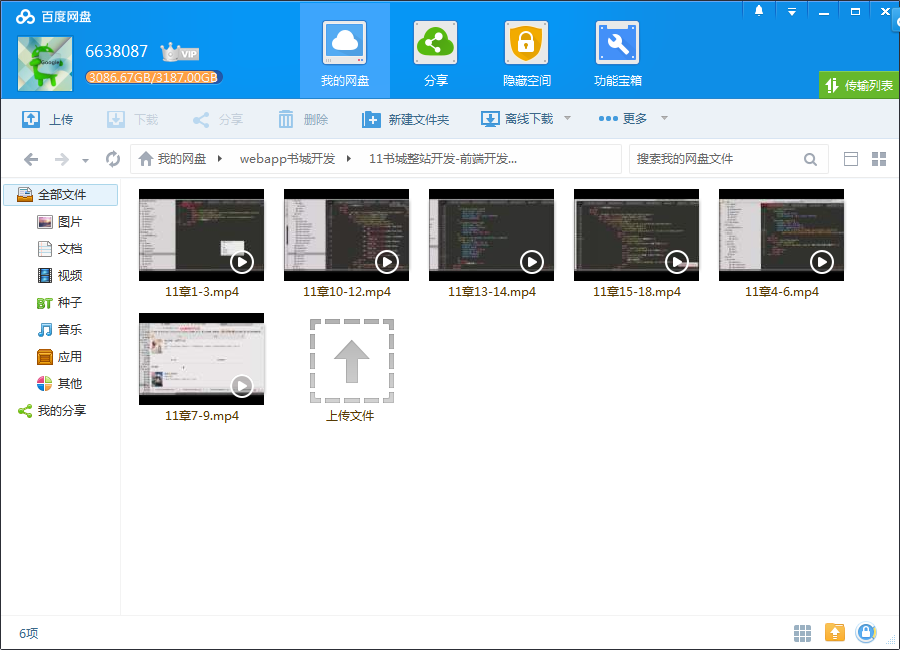 百度网盘
6638087 VIP
3086.67GB/3187.00GB
Google
我的网盘 分享 隐藏空间 功能宝箱
传输列表
上传 下载 分享 删除 新建文件夹 离线下载 更多
我的网盘 webapp书城开发 11书城整站开发-前端开发...
搜索我的网盘文件
全部文件
图片
文档
视频
BT 种子
音乐
应用
其他
我的分享
11章1-3.mp4 11章10-12.mp4 11章13-14.mp4 11章15-18.mp4 11章4-6.mp4
11章7-9.mp4 上传文件
6项